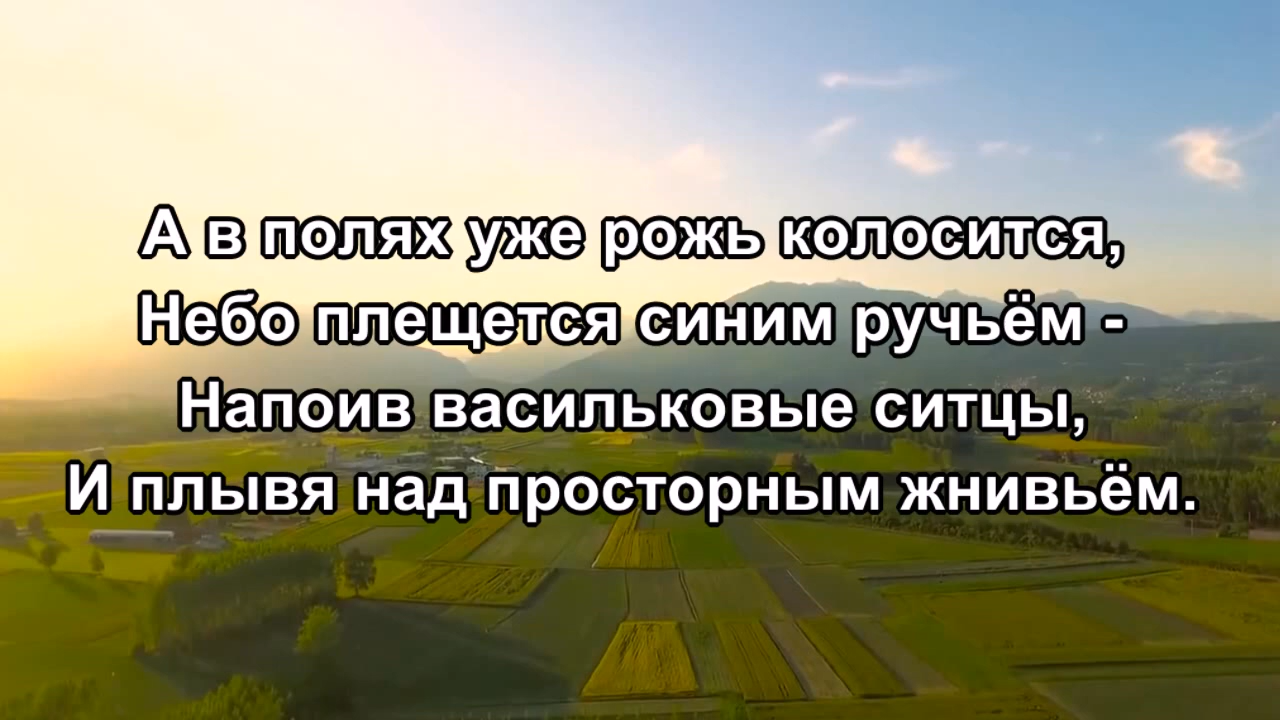 А в полях уже рожь колосится,
Небо плещется синим ручьём -
Напоив васильковые ситцы,
И плывя над просторным жнивьём.